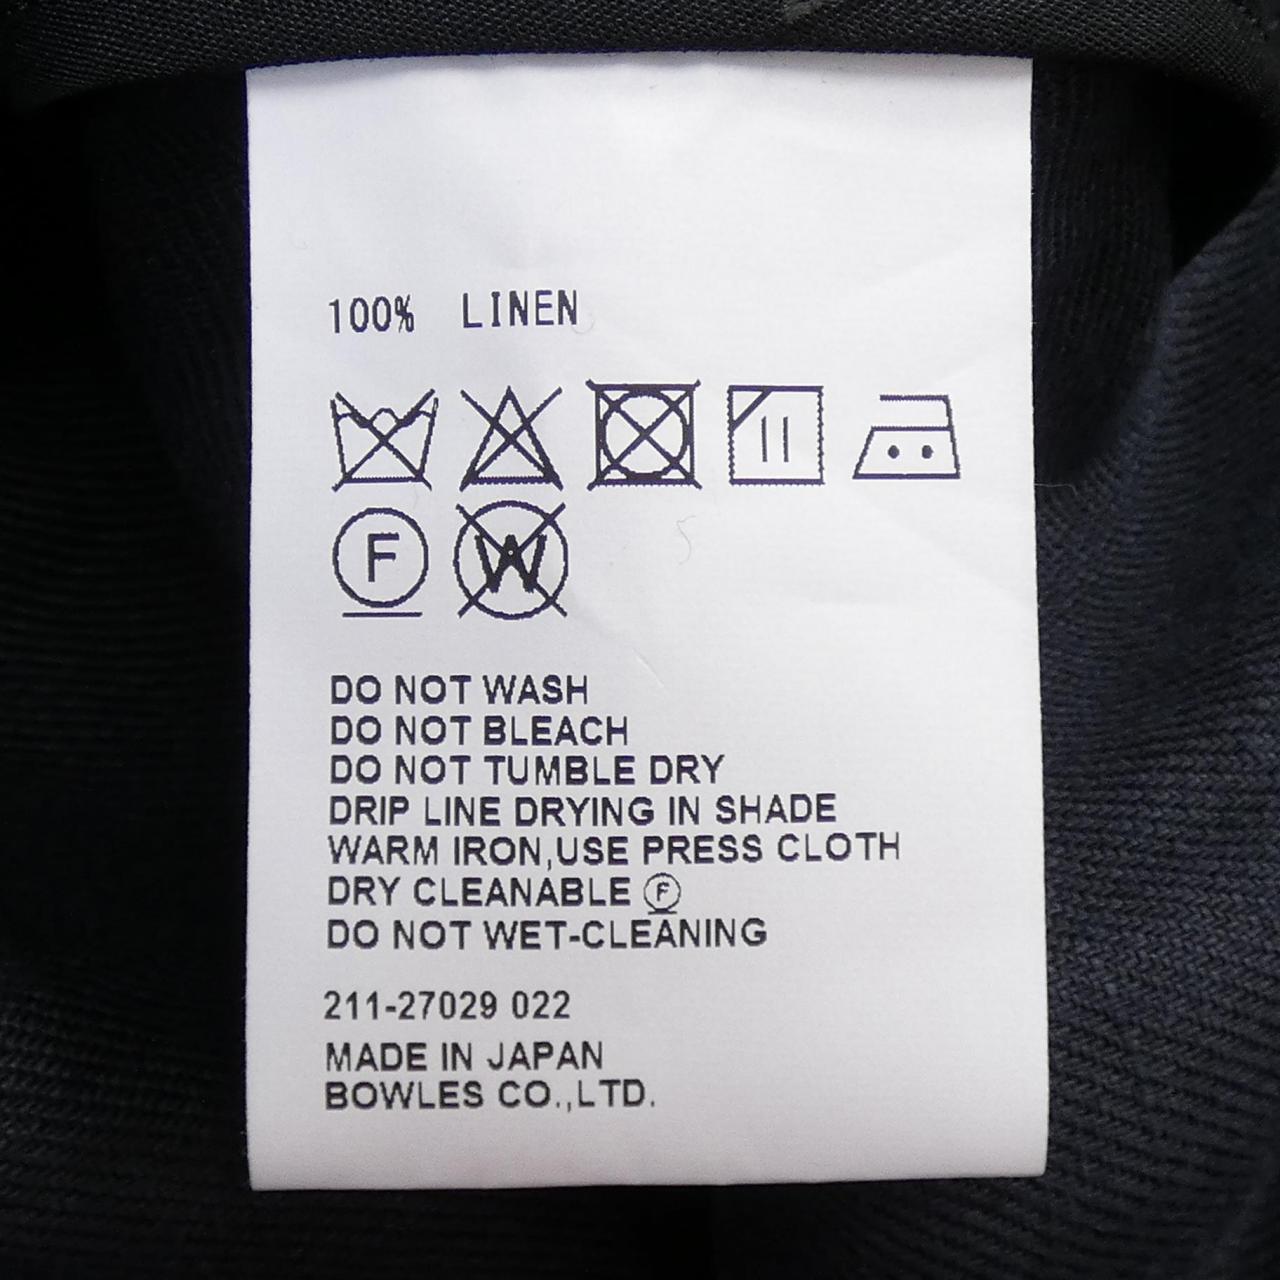 100% LINEN
F W
DO NOT WASH
DO NOT BLEACH
DO NOT TUMBLE DRY
DRIP LINE DRYING IN SHADE
WARM IRON,USE PRESS CLOTH
DRY CLEANABLE Ⓕ
DO NOT WET-CLEANING
211-27029 022
MADE IN JAPAN
BOWLES CO.,LTD.